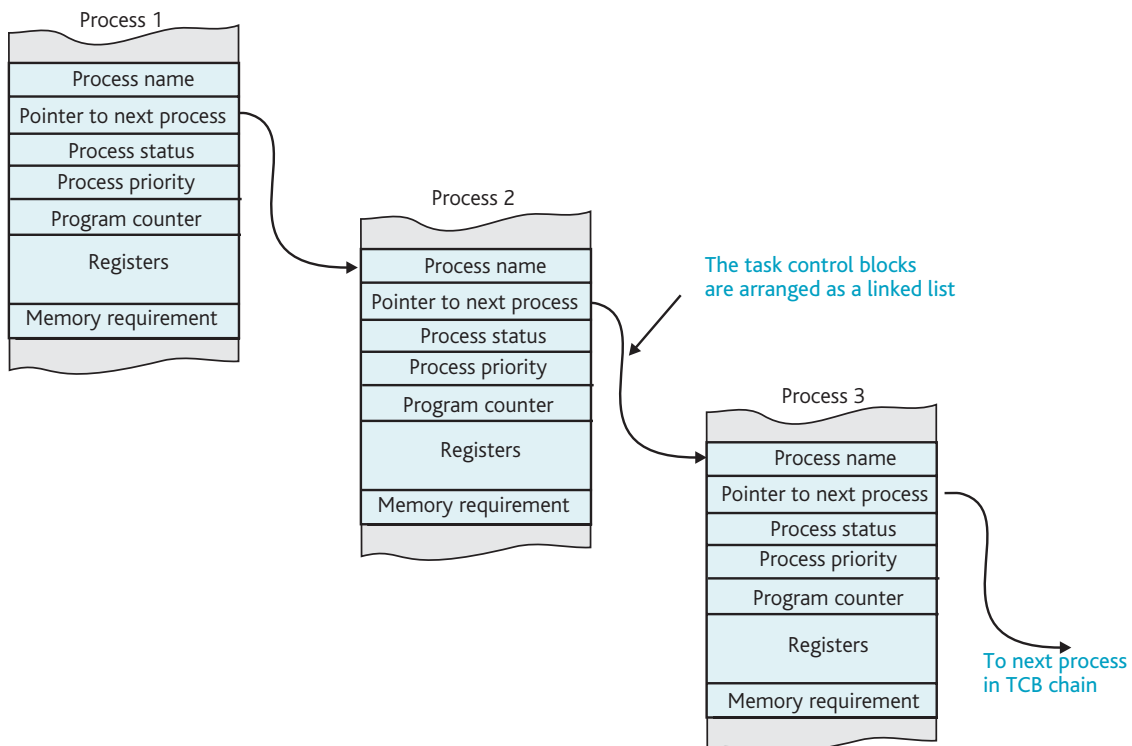 Process 1
Process name
Pointer to next process
Process status
Process priority
Program counter
Registers
Memory requirement
Process 2
Process name
Pointer to next process
Process status
Process priority
Program counter
Registers
Memory requirement
The task control blocks
are arranged as a linked list
Process 3
Process name
Pointer to next process
Process status
Process priority
Program counter
Registers
Memory requirement
To next process
in TCB chain